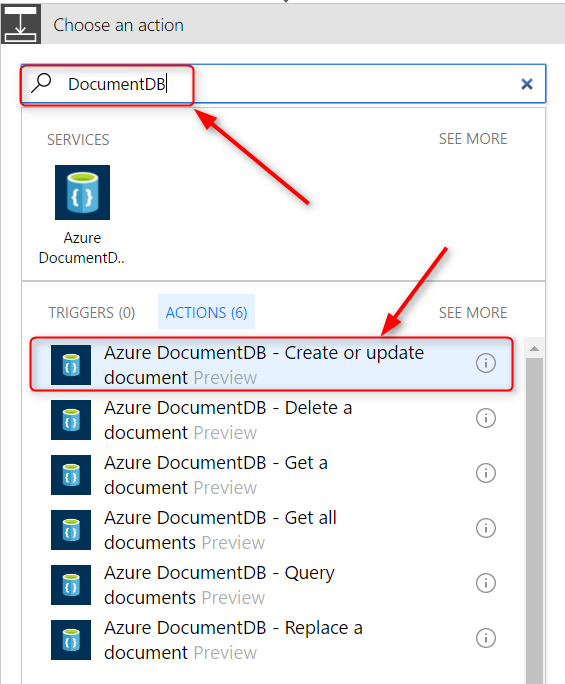 Choose an action
DocumentDB
SERVICES SEE MORE
Azure
DocumentD...
TRIGGERS (0) ACTIONS (6) SEE MORE
Azure DocumentDB - Create or update
document Preview
Azure DocumentDB - Delete a
document Preview
Azure DocumentDB - Get a
document Preview
Azure DocumentDB - Get all
documents Preview
Azure DocumentDB - Query
documents Preview
Azure DocumentDB - Replace a
document Preview